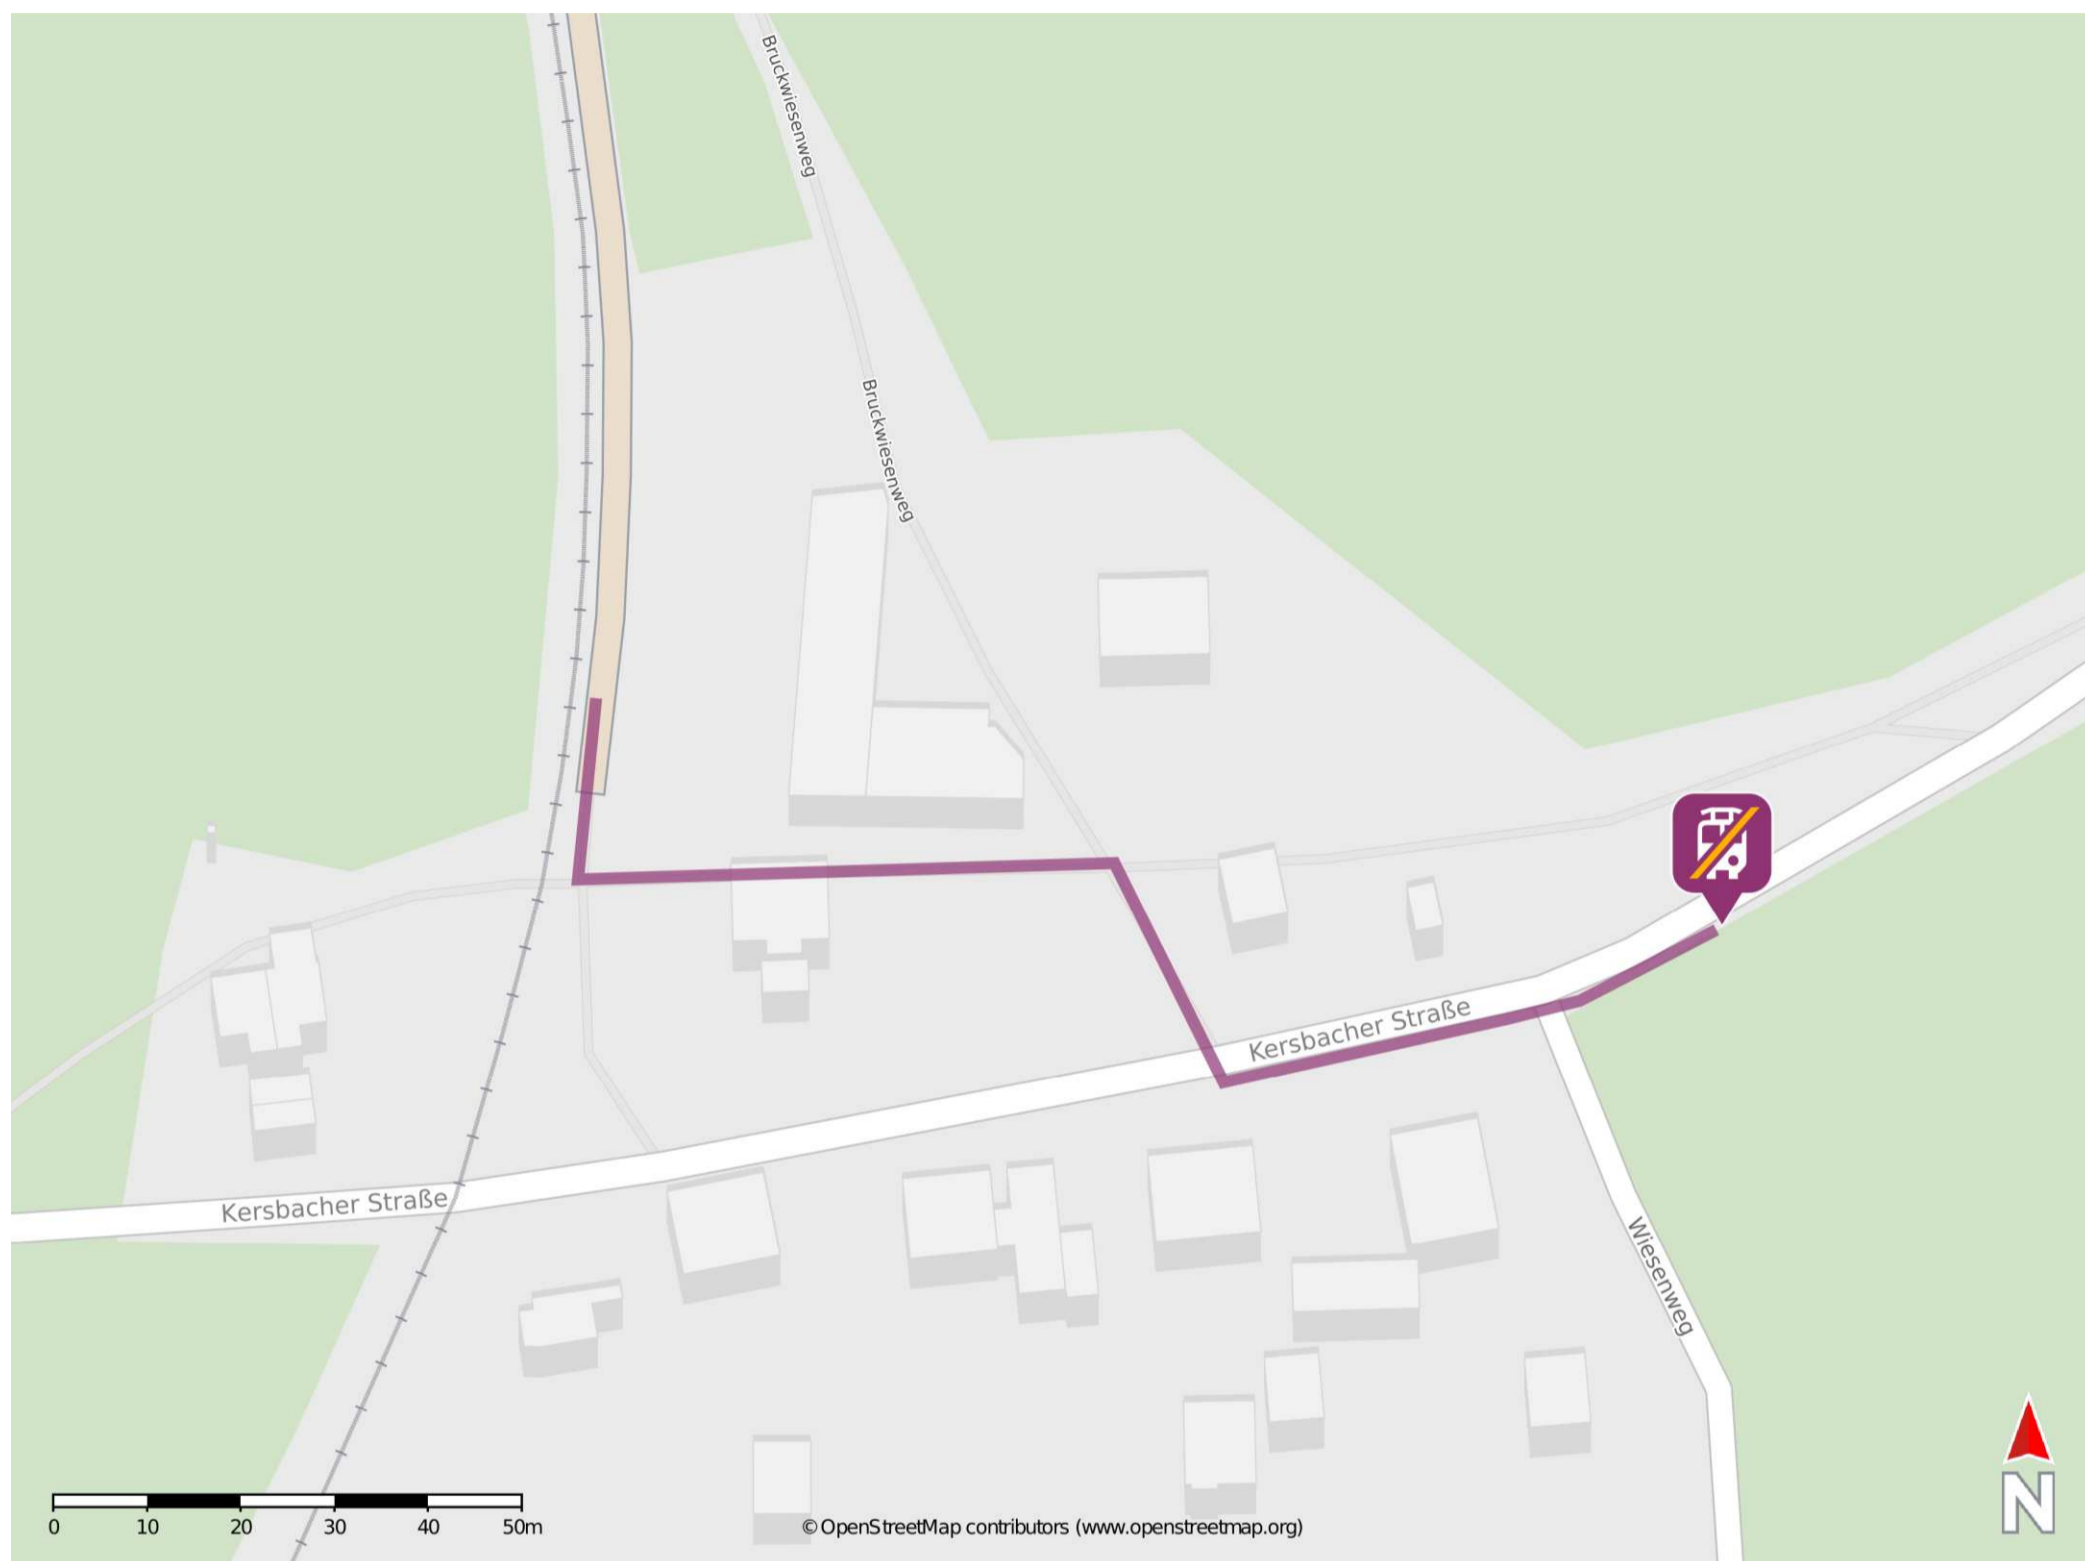 Bruckwiesenweg
Bruckwiesenweg
Kersbacher Straße
Kersbacher Straße
Wiesenweg
0 10 20 30 40 50m
© OpenStreetMap contributors (www.openstreetmap.org)
N